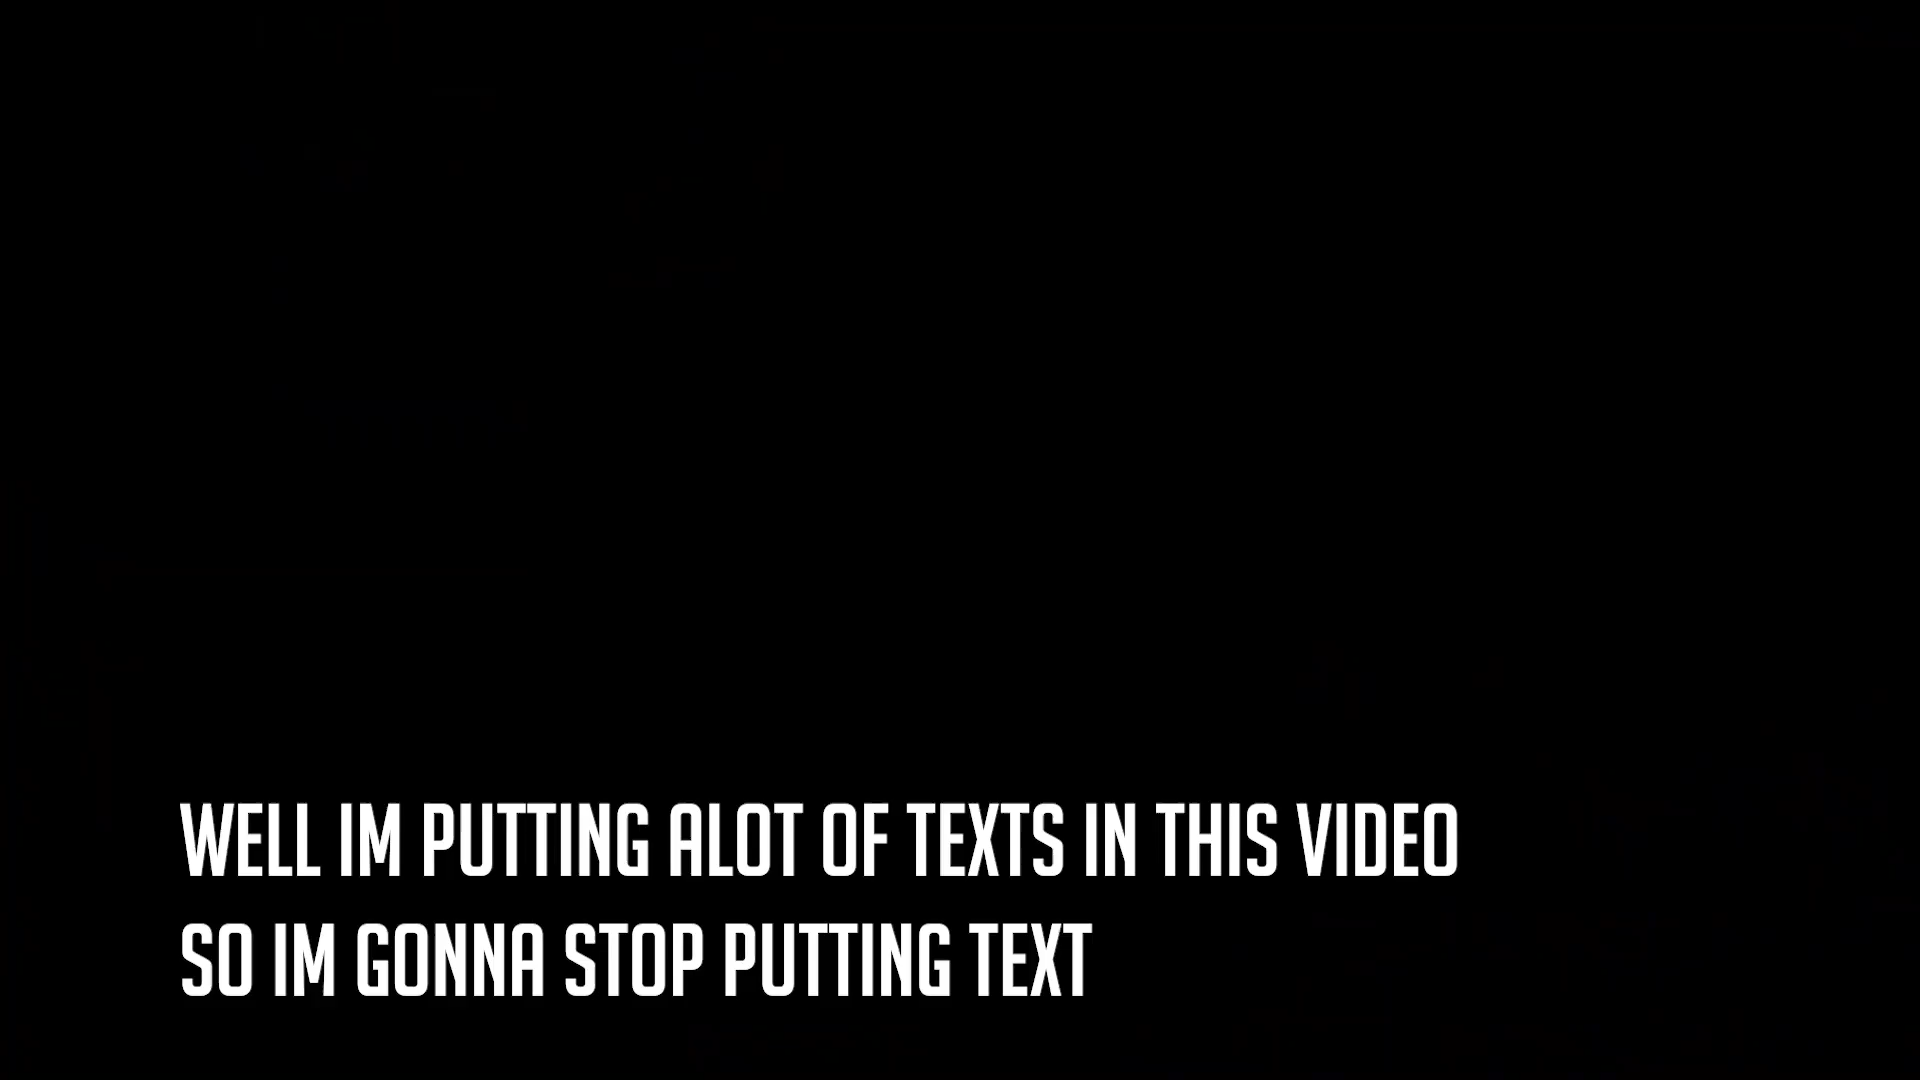 WELL IM PUTTING ALOT OF TEXTS IN THIS VIDEO
SO IM GONNA STOP PUTTING TEXT